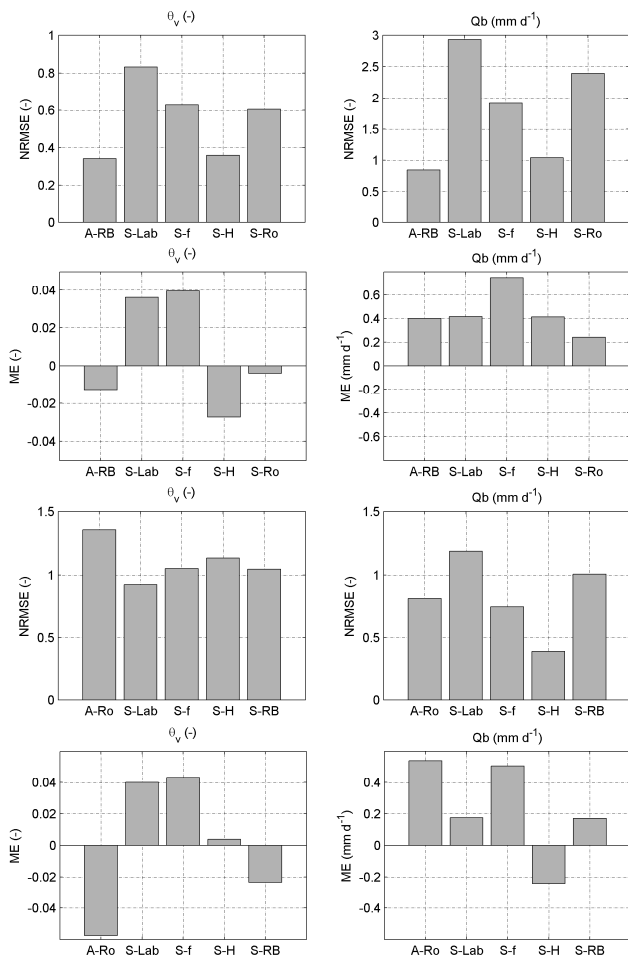 θv (-)
1
0.8
0.6
0.4
0.2
0
NRMSE (-)
A-RB S-Lab S-f S-H S-Ro
Qb (mm d-1)
3
2.5
2
1.5
1
0.5
0
NRMSE (-)
A-RB S-Lab S-f S-H S-Ro
θv (-)
0.04
0.02
0
-0.02
-0.04
ME (-)
A-RB S-Lab S-f S-H S-Ro
Qb (mm d-1)
0.6
0.4
0.2
0
-0.2
-0.4
-0.6
ME (mm d-1)
A-RB S-Lab S-f S-H S-Ro
θv (-)
1.5
1
0.5
0
NRMSE (-)
A-Ro S-Lab S-f S-H S-RB
Qb (mm d-1)
1.5
1
0.5
0
NRMSE (-)
A-Ro S-Lab S-f S-H S-RB
θv (-)
0.04
0.02
0
-0.02
-0.04
ME (-)
A-Ro S-Lab S-f S-H S-RB
Qb (mm d-1)
0.4
0.2
0
-0.2
-0.4
ME (mm d-1)
A-Ro S-Lab S-f S-H S-RB